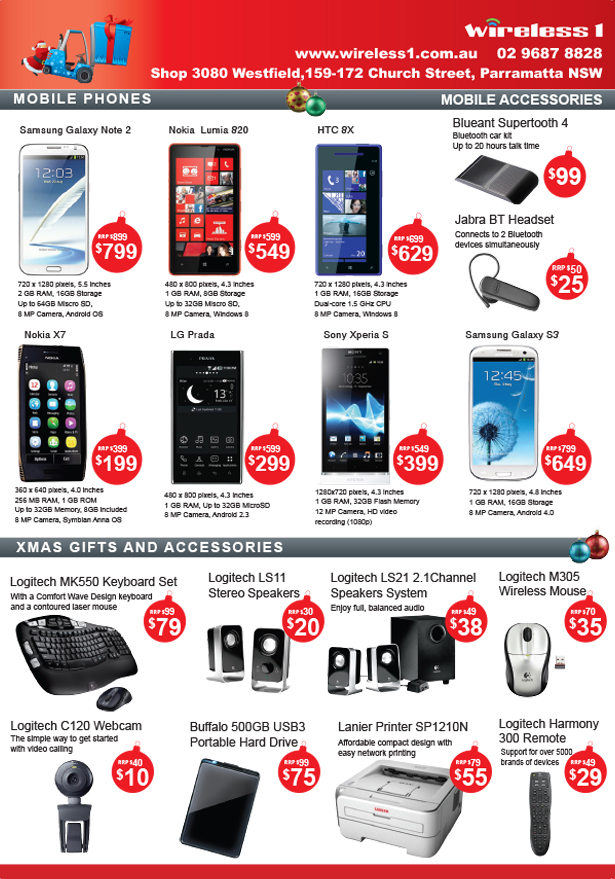 wireless 1
www.wireless1.com.au 02 9687 8828
Shop 3080 Westfield,159-172 Church Street, Parramatta NSW
MOBILE PHONES
MOBILE ACCESSORIES
Samsung Galaxy Note 2
RRP $899
$799
720 x 1280 pixels, 5.5 Inches
2 GB RAM, 16GB Storage
Up to 64GB Miscro SD,
8 MP Camera, Android OS
Nokia Lumia 820
RRP $599
$549
480 x 800 pixels, 4.3 Inches
1 GB RAM, 8GB Storage
Up to 32GB Miscro SD,
8 MP Camera, Windows 8
HTC 8X
RRP $699
$629
720 x 1280 pixels, 4.3 Inches
1 GB RAM, 16GB Storage
Dual-core 1.5 GHz CPU
8 MP Camera, Windows 8
Blueant Supertooth 4
Bluetooth car kit
Up to 20 hours talk time
$99
Jabra BT Headset
Connects to 2 Bluetooth
devices simultaneously
RRP $50
$25
Nokia X7
NOKIA
RRP $399
$199
360 x 640 pixels, 4.0 Inches
256 MB RAM, 1 GB ROM
Up to 32GB Memory, 8GB Included
8 MP Camera, Symbian Anna OS
LG Prada
PRADA
RRP $599
$299
480 x 800 pixels, 4.3 Inches
1 GB RAM, Up to 32GB MicroSD
8 MP Camera, Android 2.3
Sony Xperia S
SONY
RRP $549
$399
1280x720 pixels, 4.3 Inches
1 GB RAM, 32GB Flash Memory
12 MP Camera, HD video
recording (1080p)
Samsung Galaxy S3
12:45
RRP $799
$649
720 x 1280 pixels, 4.8 Inches
1 GB RAM, 16GB Storage
8 MP Camera, Android 4.0
XMAS GIFTS AND ACCESSORIES
Logitech MK550 Keyboard Set
With a Comfort Wave Design keyboard
and a contoured laser mouse
RRP $99
$79
Logitech LS11
Stereo Speakers
RRP $30
$20
Logitech LS21 2.1Channel
Speakers System
Enjoy full, balanced audio
RRP $49
$38
Logitech M305
Wireless Mouse
RRP $70
$35
Logitech C120 Webcam
The simple way to get started
with video calling
RRP $40
$10
Buffalo 500GB USB3
Portable Hard Drive
RRP $99
$75
Lanier Printer SP1210N
Affordable compact design with
easy network printing
RRP $79
$55
LANIER
Logitech Harmony
300 Remote
Support for over 5000
brands of devices
RRP $49
$29